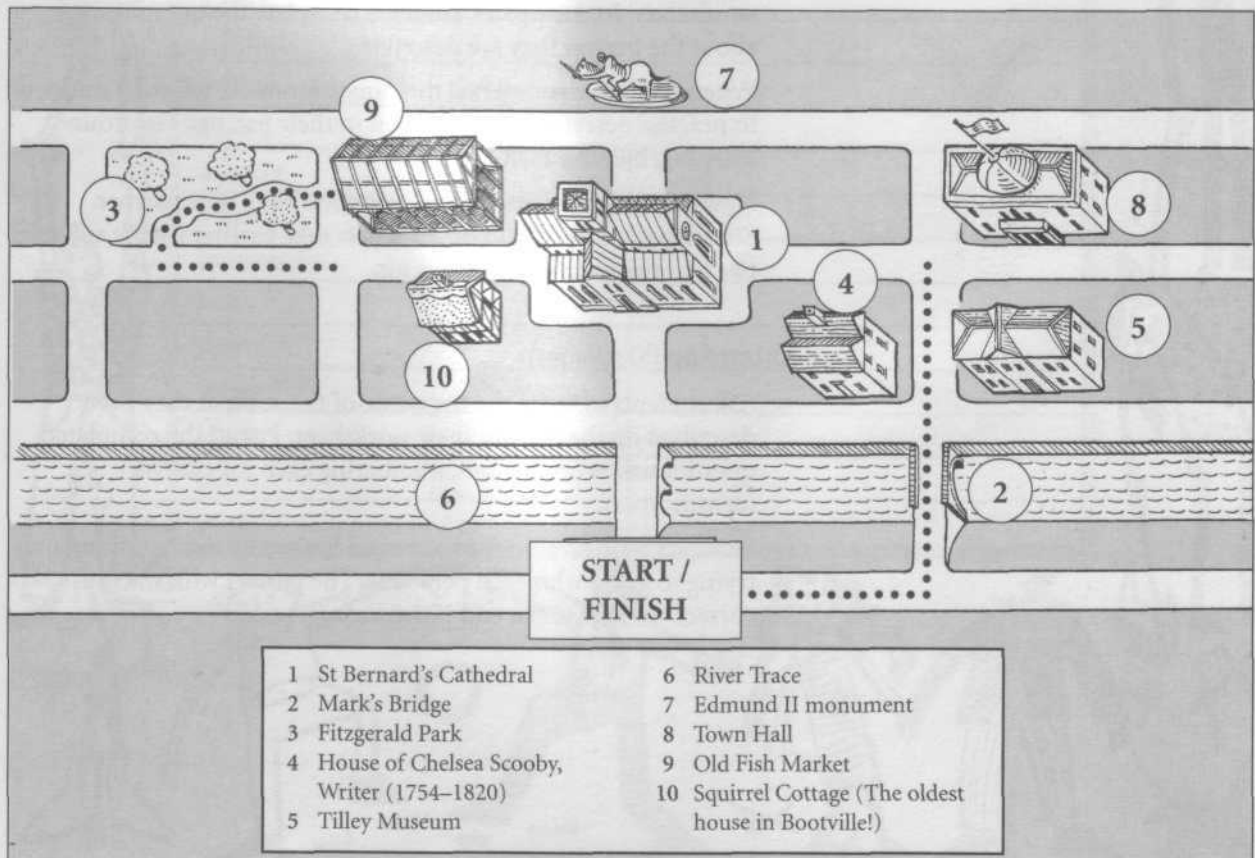 7
9
3
8
1
4
5
10
6
2
START /
FINISH
1 St Bernard's Cathedral
2 Mark's Bridge
3 Fitzgerald Park
4 House of Chelsea Scooby,
Writer (1754–1820)
5 Tilley Museum
6 River Trace
7 Edmund II monument
8 Town Hall
9 Old Fish Market
10 Squirrel Cottage (The oldest
house in Bootville!)